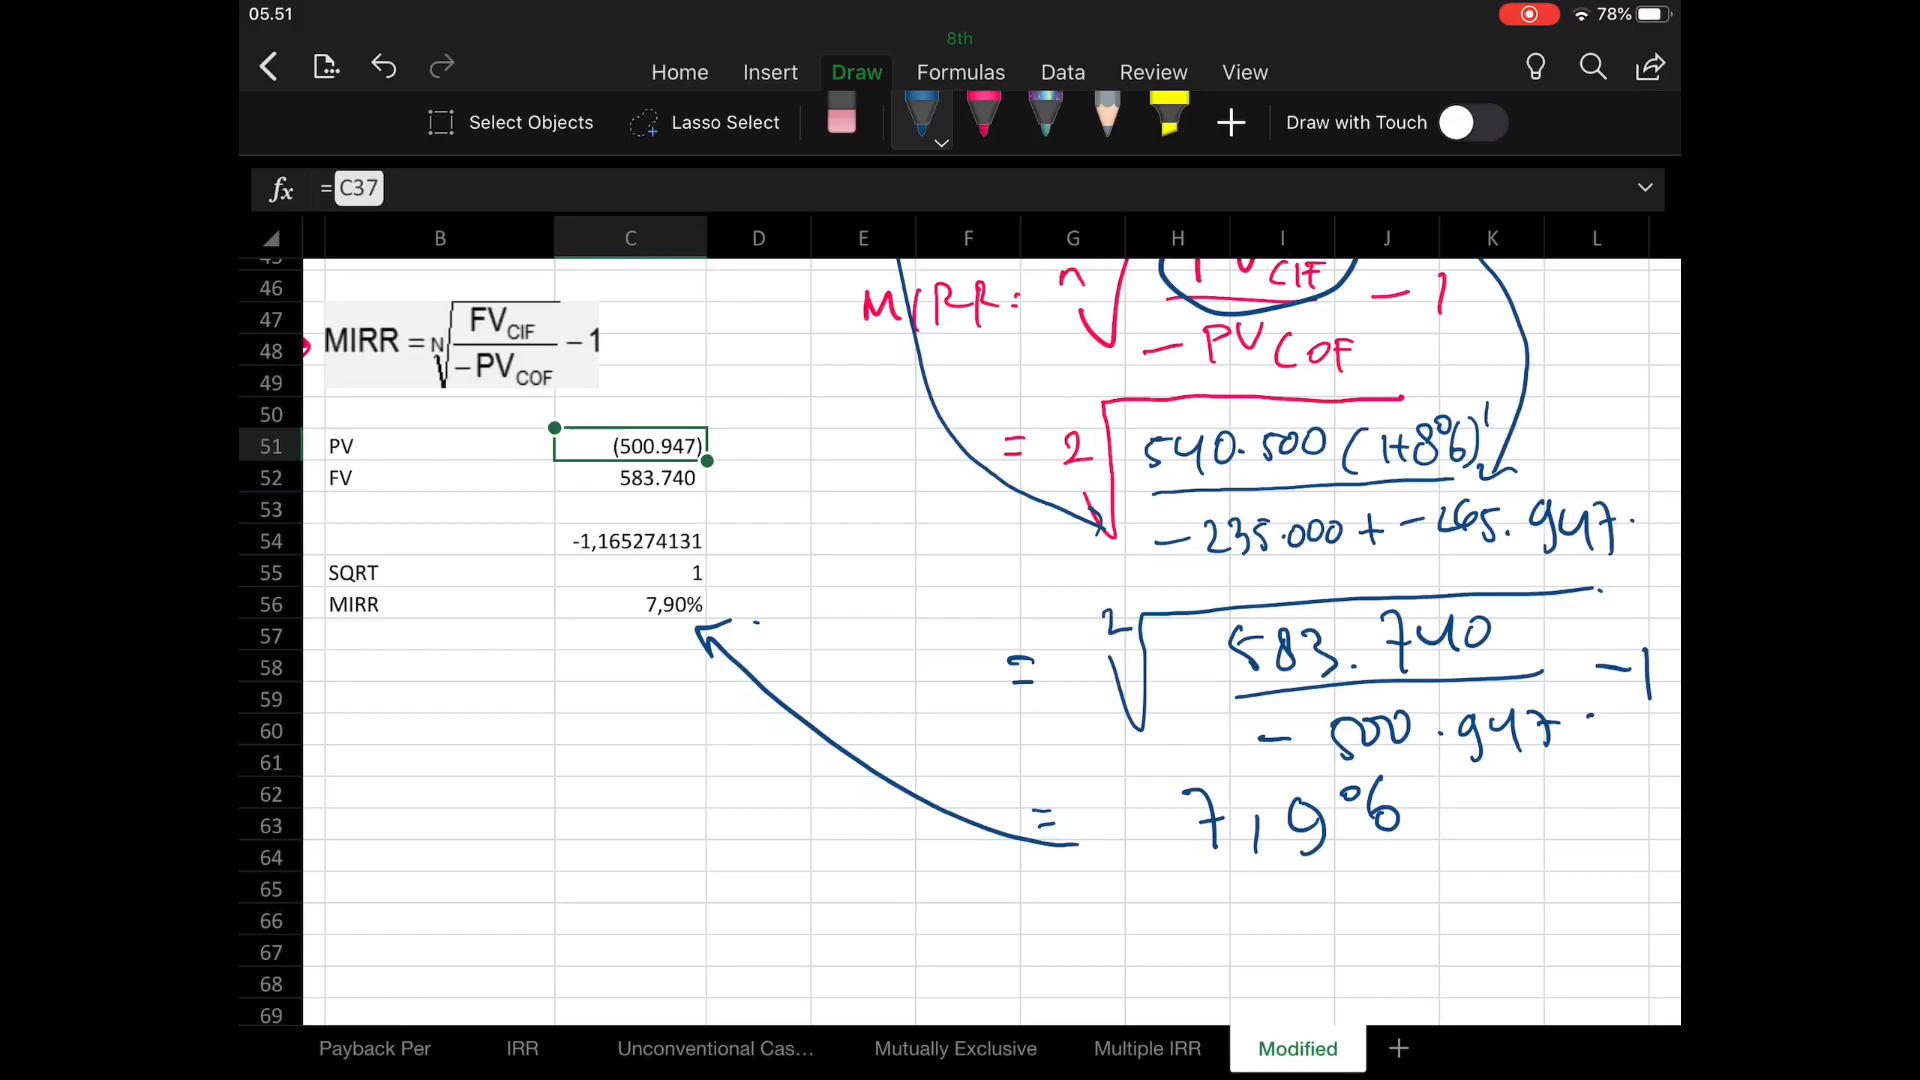 05.51
78%
8th
Home Insert Draw Formulas Data Review View
Select Objects Lasso Select Draw with Touch
fx = C37
B C D E F G H I J K L
46
47
48
49
50
51 PV (500.947)
52 FV 583.740
53
54 -1,165274131
55 SQRT 1
56 MIRR 7,90%
57
58
59
60
61
62
63
64
65
66
67
68
69
MIRR = N√ FV CIF / −PV COF − 1
MIRR: n√ CIF / − PV COF − 1
= 2√ 540.500 (1+8%)¹ / −235.000 + −265.947.
= 2√ 583.740 / − 500.947 −1
= 7,9%
Payback Per IRR Unconventional Cas... Mutually Exclusive Multiple IRR Modified +